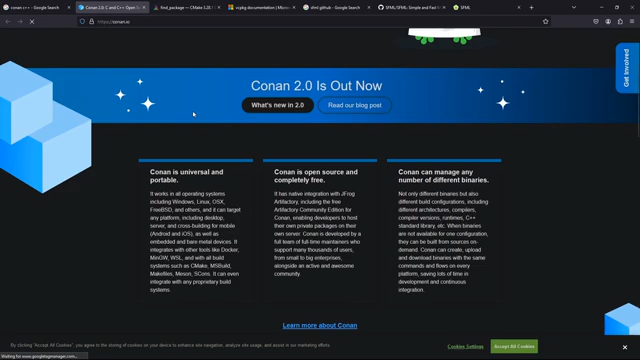 conan c++ - Google Search
Conan 2.0: C and C++ Open S
find_package — CMake 3.28.
vcpkg documentation | Micros
sfml github - Google Search
SFML/SFML: Simple and Fast M
SFML
https://conan.io
Get Involved
Conan 2.0 Is Out Now
What's new in 2.0
Read our blog post
Conan is universal and
portable.
It works in all operating systems
including Windows, Linux, OSX,
FreeBSD, and others, and it can target
any platform, including desktop,
server, and cross-building for mobile
(Android and iOS), as well as
embedded and bare metal devices. It
integrates with other tools like Docker,
MinGW, WSL, and with all build
systems such as CMake, MSBuild,
Makefiles, Meson, SCons. It can even
integrate with any proprietary build
systems.
Conan is open source and
completely free.
It has native integration with JFrog
Artifactory, including the free
Artifactory Community Edition for
Conan, enabling developers to host
their own private packages on their
own server. Conan is developed by a
full team of full-time maintainers who
support many thousands of users,
from small to big enterprises,
alongside an active and awesome
community.
Conan can manage any
number of different binaries.
Not only different binaries but also
different build configurations, including
different architectures, compilers,
compiler versions, runtimes, C++
standard library, etc. When binaries
are not available for one configuration,
they can be built from sources on-
demand. Conan can create, upload
and download binaries with the same
commands and flows on every
platform, saving lots of time in
development and continuous
integration.
Learn more about Conan
By clicking "Accept All Cookies", you agree to the storing of cookies on your device to enhance site navigation, analyze site usage, and assist in our marketing efforts.
Cookies Settings
Accept All Cookies
Waiting for www.googletagmanager.com...